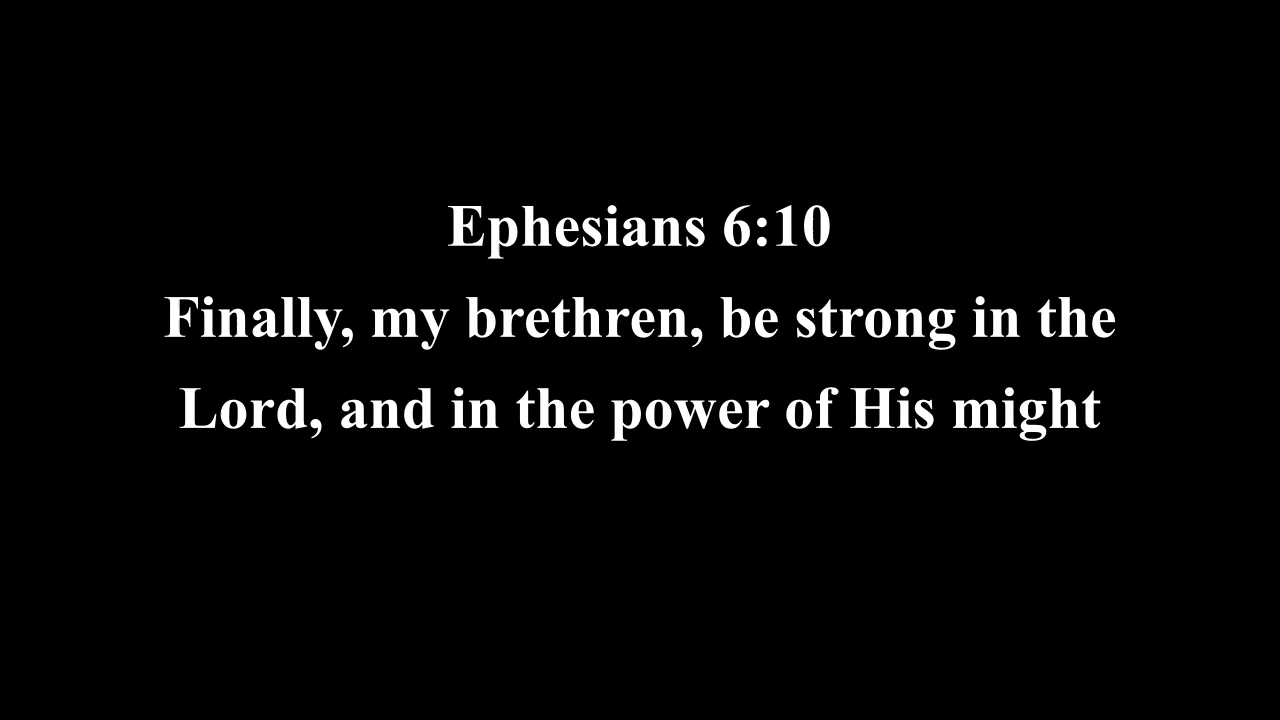 Ephesians 6:10
Finally, my brethren, be strong in the
Lord, and in the power of His might